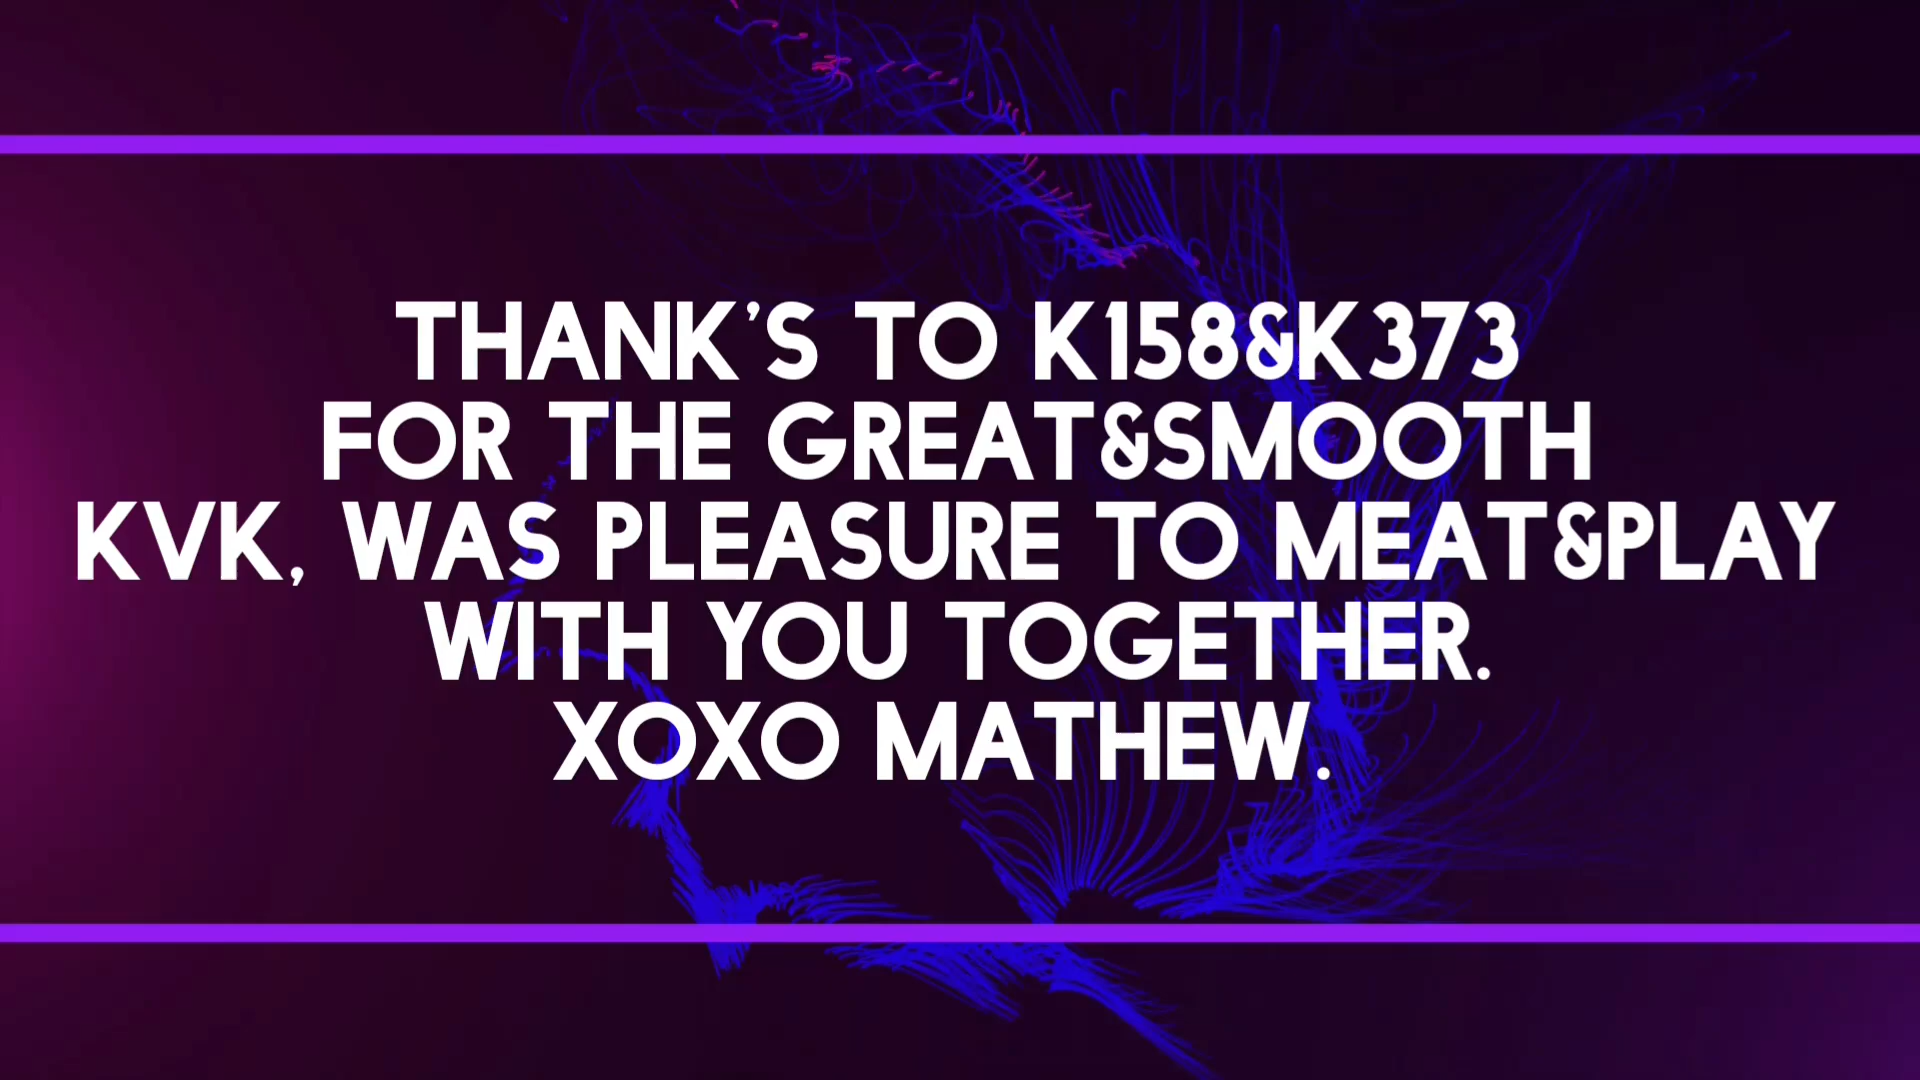 THANK'S TO K158&K373
FOR THE GREAT&SMOOTH
KVK, WAS PLEASURE TO MEAT&PLAY
WITH YOU TOGETHER.
XOXO MATHEW.